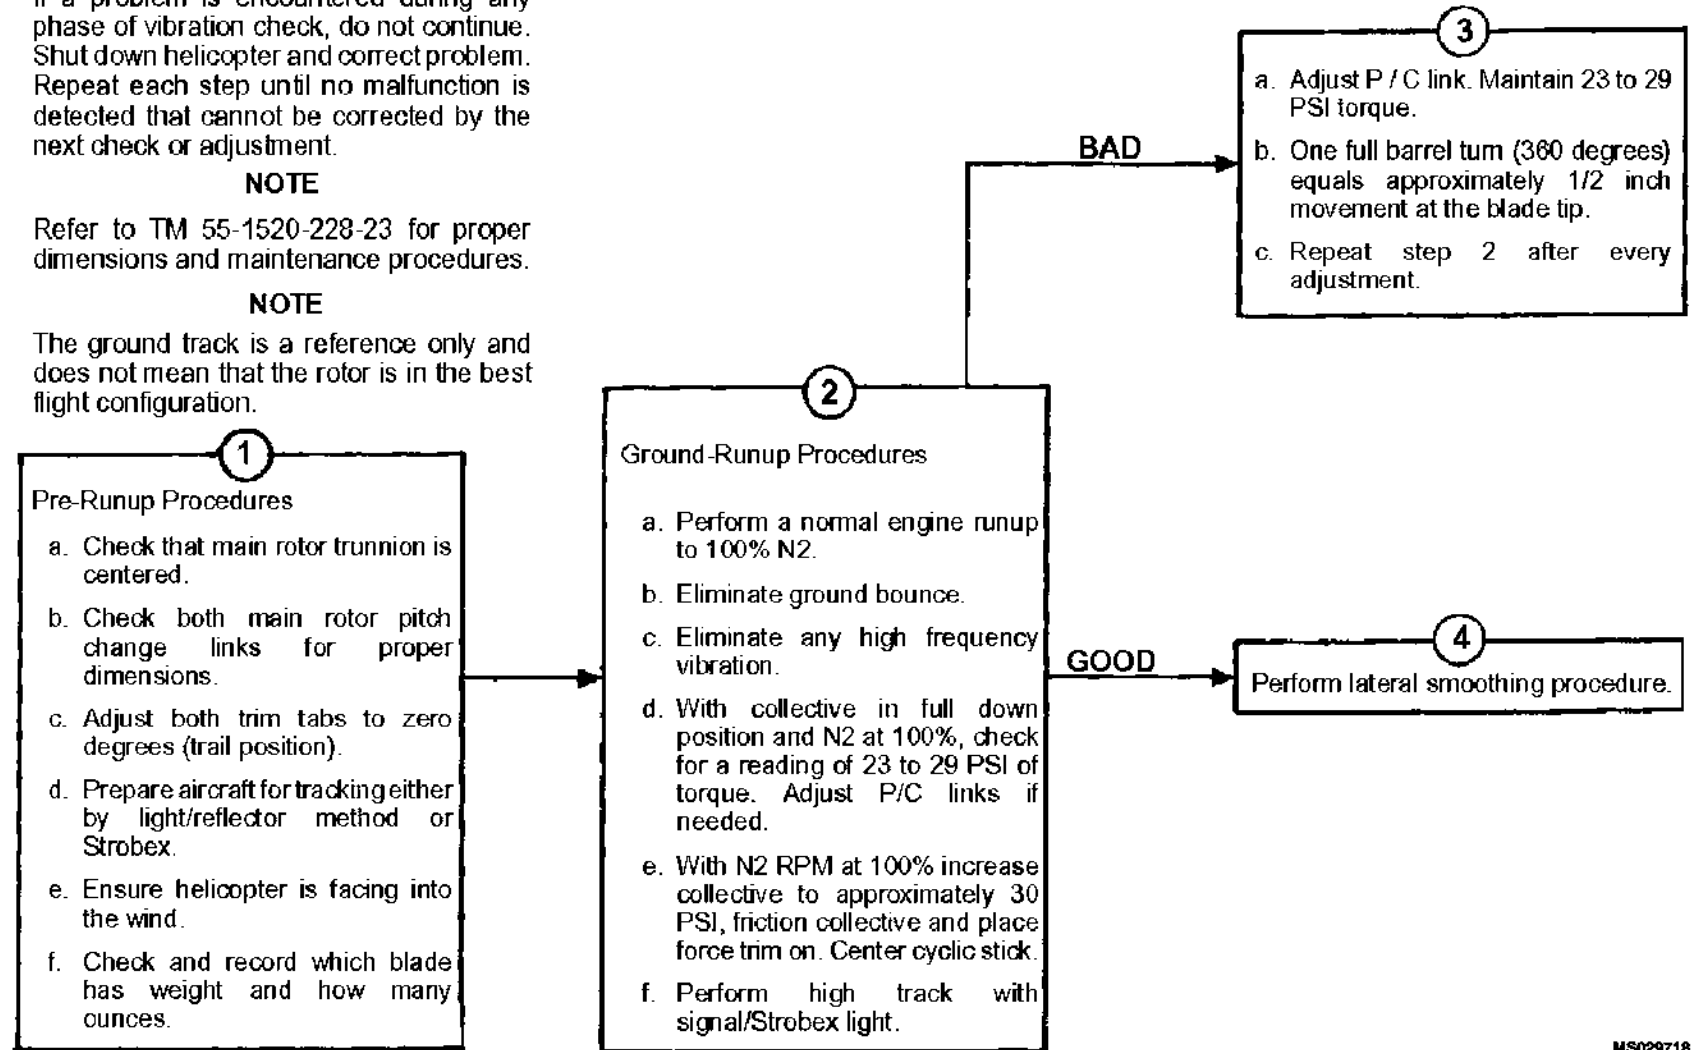 If a problem is encountered during any
phase of vibration check, do not continue.
Shut down helicopter and correct problem.
Repeat each step until no malfunction is
detected that cannot be corrected by the
next check or adjustment.
NOTE
Refer to TM 55-1520-228-23 for proper
dimensions and maintenance procedures.
NOTE
The ground track is a reference only and
does not mean that the rotor is in the best
flight configuration.
1
Pre-Runup Procedures
a. Check that main rotor trunnion is
centered.
b. Check both main rotor pitch
change links for proper
dimensions.
c. Adjust both trim tabs to zero
degrees (trail position).
d. Prepare aircraft for tracking either
by light/reflector method or
Strobex.
e. Ensure helicopter is facing into
the wind.
f. Check and record which blade
has weight and how many
ounces.
2
Ground-Runup Procedures
a. Perform a normal engine runup
to 100% N2.
b. Eliminate ground bounce.
c. Eliminate any high frequency
vibration.
d. With collective in full down
position and N2 at 100%, check
for a reading of 23 to 29 PSI of
torque. Adjust P/C links if
needed.
e. With N2 RPM at 100% increase
collective to approximately 30
PSI, friction collective and place
force trim on. Center cyclic stick.
f. Perform high track with
signal/Strobex light.
BAD
3
a. Adjust P / C link. Maintain 23 to 29
PSI torque.
b. One full barrel turn (360 degrees)
equals approximately 1/2 inch
movement at the blade tip.
c. Repeat step 2 after every
adjustment.
GOOD
4
Perform lateral smoothing procedure.
MS029718